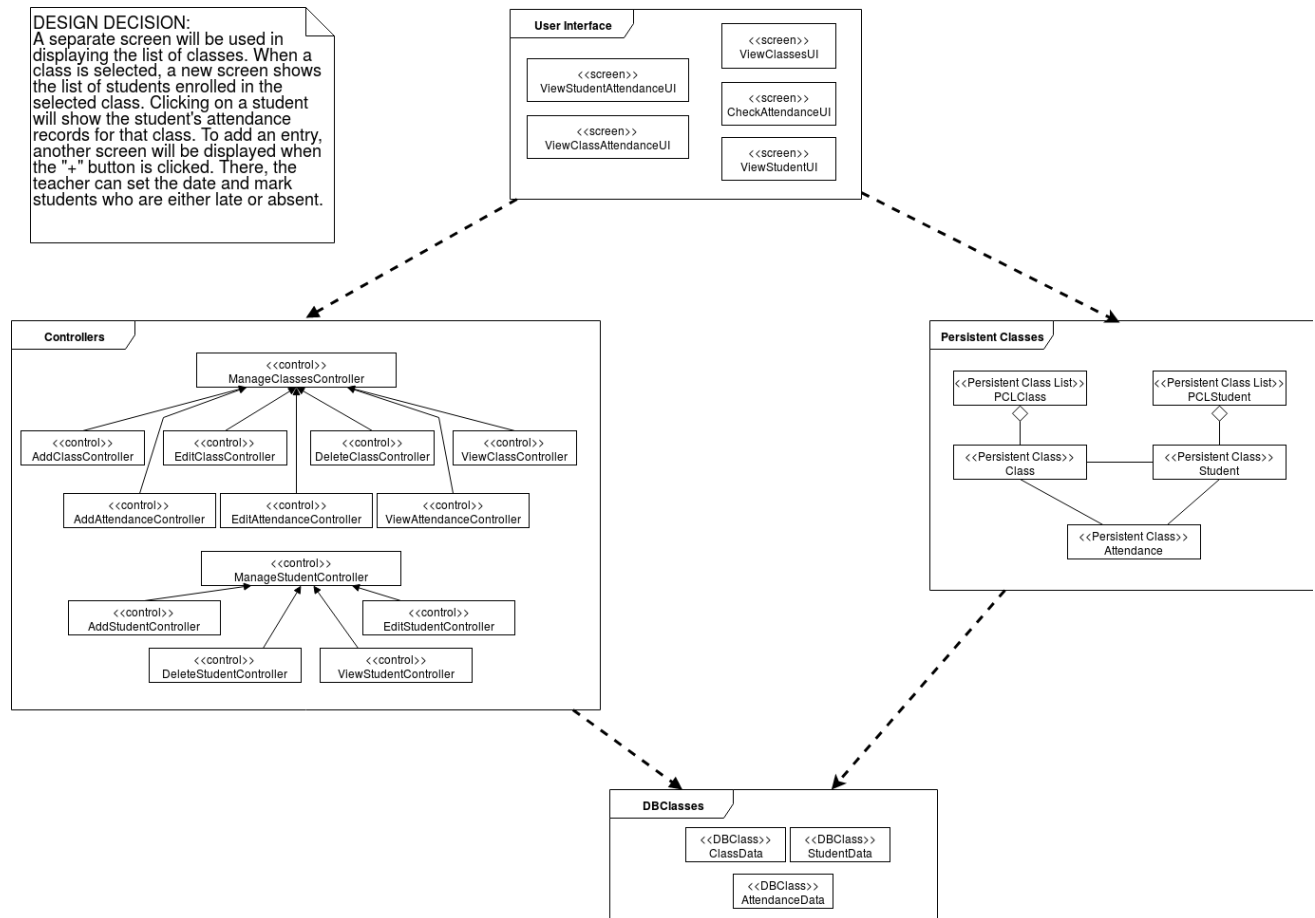 DESIGN DECISION:
A separate screen will be used in
displaying the list of classes. When a
class is selected, a new screen shows
the list of students enrolled in the
selected class. Clicking on a student
will show the student's attendance
records for that class. To add an entry,
another screen will be displayed when
the "+" button is clicked. There, the
teacher can set the date and mark
students who are either late or absent.
User Interface
<<screen>>
ViewStudentAttendanceUI
<<screen>>
ViewClassAttendanceUI
<<screen>>
ViewClassesUI
<<screen>>
CheckAttendanceUI
<<screen>>
ViewStudentUI
Controllers
<<control>>
ManageClassesController
<<control>>
AddClassController
<<control>>
EditClassController
<<control>>
DeleteClassController
<<control>>
ViewClassController
<<control>>
AddAttendanceController
<<control>>
EditAttendanceController
<<control>>
ViewAttendanceController
<<control>>
ManageStudentController
<<control>>
AddStudentController
<<control>>
EditStudentController
<<control>>
DeleteStudentController
<<control>>
ViewStudentController
Persistent Classes
<<Persistent Class List>>
PCLClass
<<Persistent Class List>>
PCLStudent
<<Persistent Class>>
Class
<<Persistent Class>>
Student
<<Persistent Class>>
Attendance
DBClasses
<<DBClass>>
ClassData
<<DBClass>>
StudentData
<<DBClass>>
AttendanceData